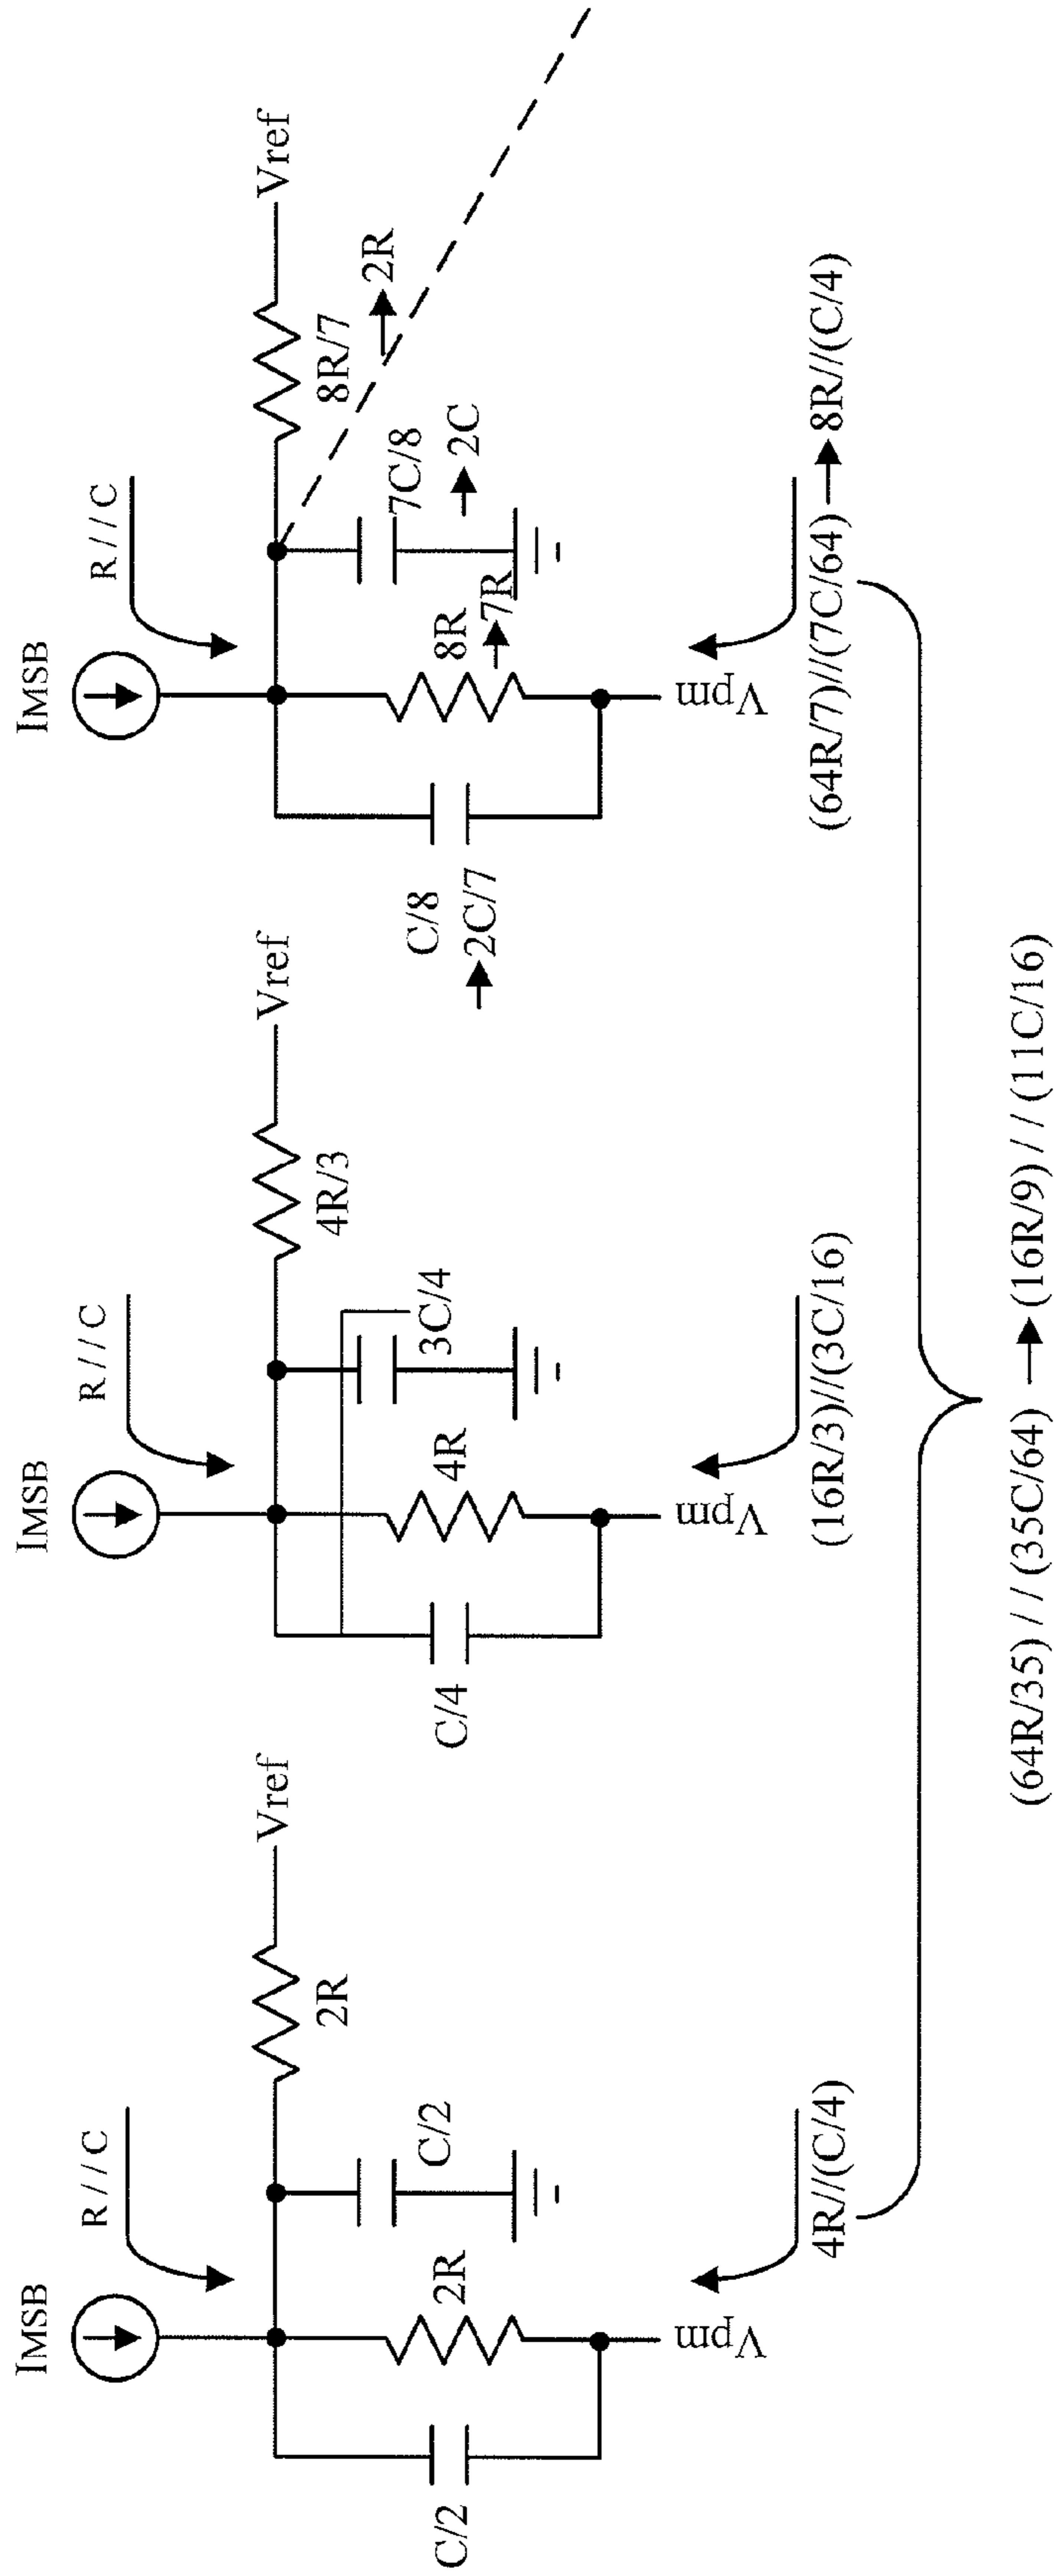 IMSB
R//C
C/2
2R
C/2
2R
Vref
Vpm
4R//(C/4)
IMSB
R//C
C/4
4R
3C/4
4R/3
Vref
Vpm
(16R/3)//(3C/16)
IMSB
R//C
C/8
→2C/7
8R
→7R
7C/8
→2C
8R/7
→2R
Vref
Vpm
(64R/7)//(7C/64) →8R//(C/4)
(64R/35)//(35C/64) →(16R/9)//(11C/16)